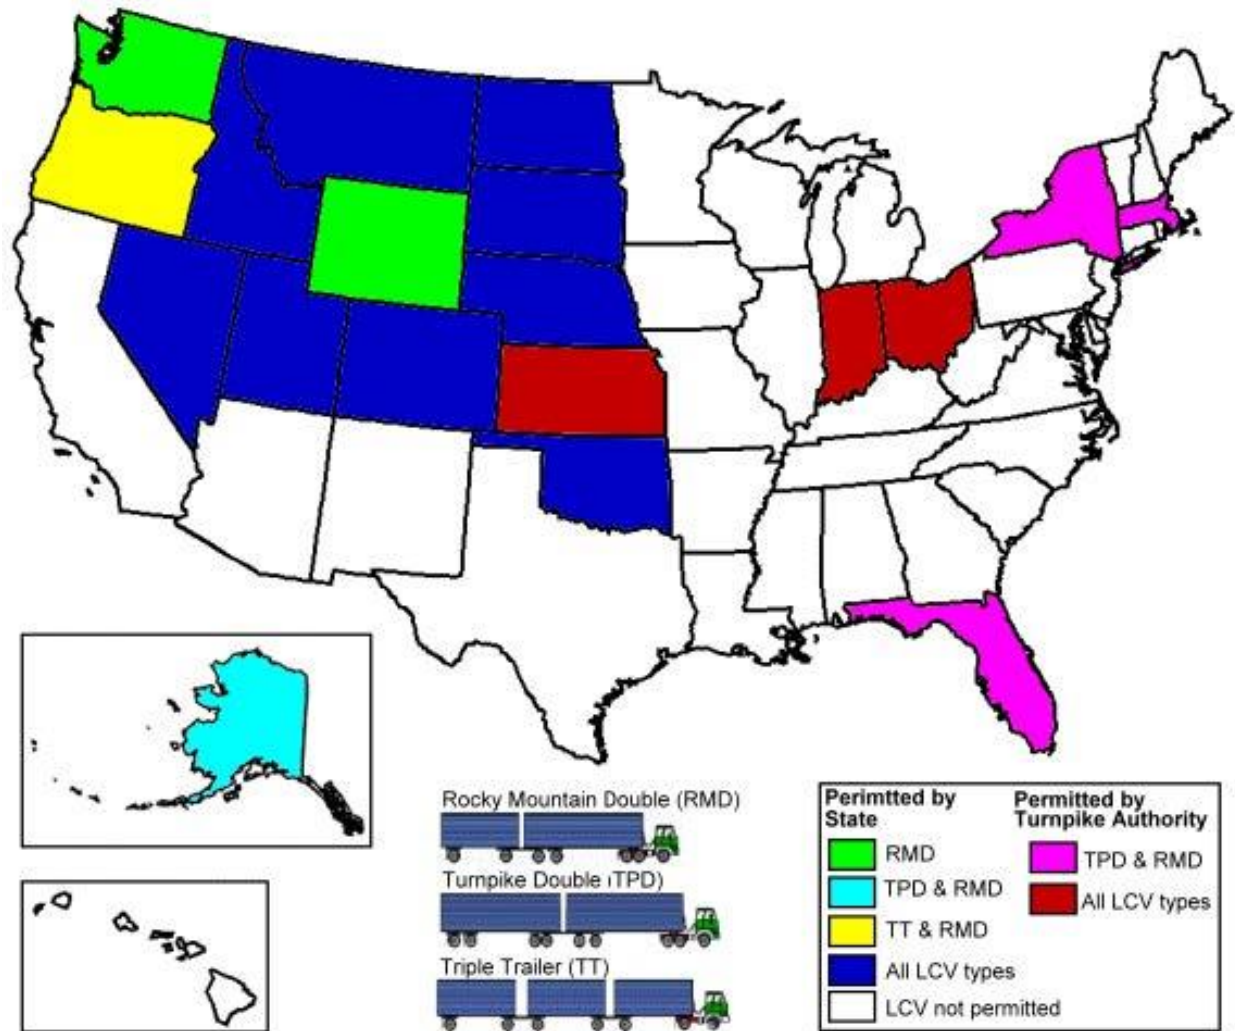 Rocky Mountain Double (RMD)
Turnpike Double (TPD)
Triple Trailer (TT)
Perimtted by
State
RMD
TPD & RMD
TT & RMD
All LCV types
LCV not permitted
Permitted by
Turnpike Authority
TPD & RMD
All LCV types